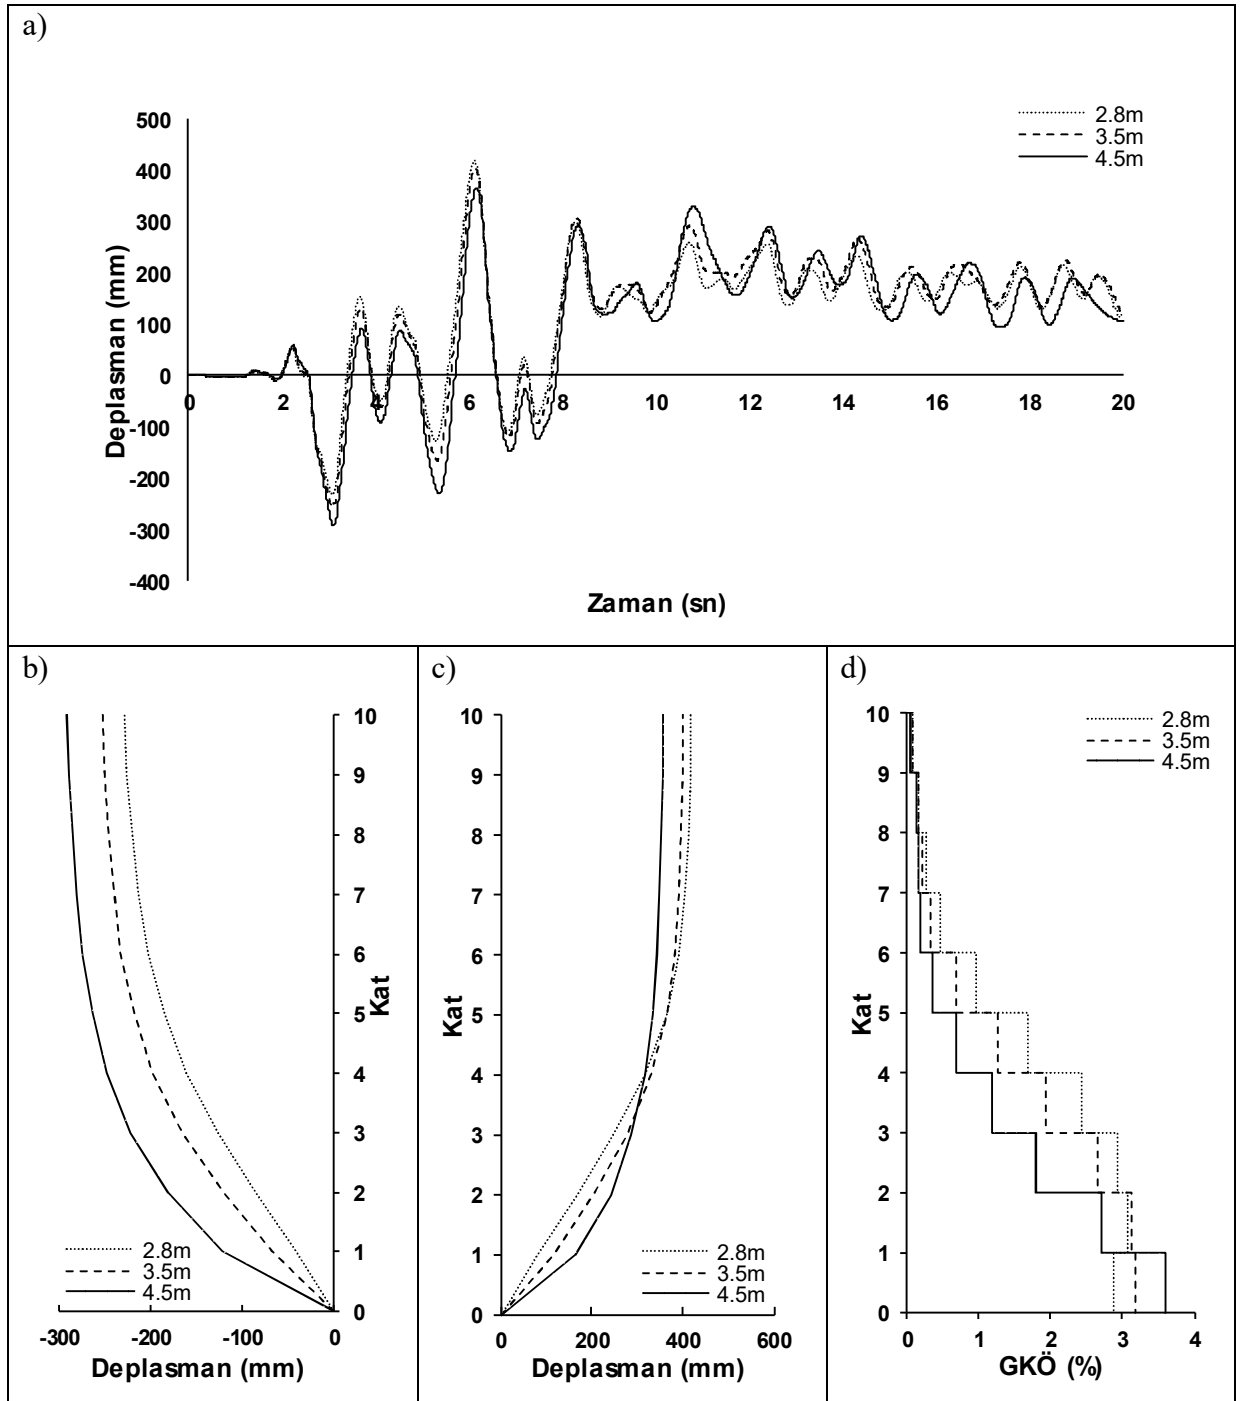 a)
500
400
300
200
100
0
-100
-200
-300
-400
Deplasman (mm)
2.8m
3.5m
4.5m
0 2 4 6 8 10 12 14 16 18 20
Zaman (sn)
b)
10
9
8
7
6
5
4
3
2
1
0
Kat
2.8m
3.5m
4.5m
-300 -200 -100 0
Deplasman (mm)
c)
10
9
8
7
6
5
4
3
2
1
0
Kat
2.8m
3.5m
4.5m
0 200 400 600
Deplasman (mm)
d)
10
9
8
7
6
5
4
3
2
1
0
Kat
2.8m
3.5m
4.5m
0 1 2 3 4
GKÖ (%)